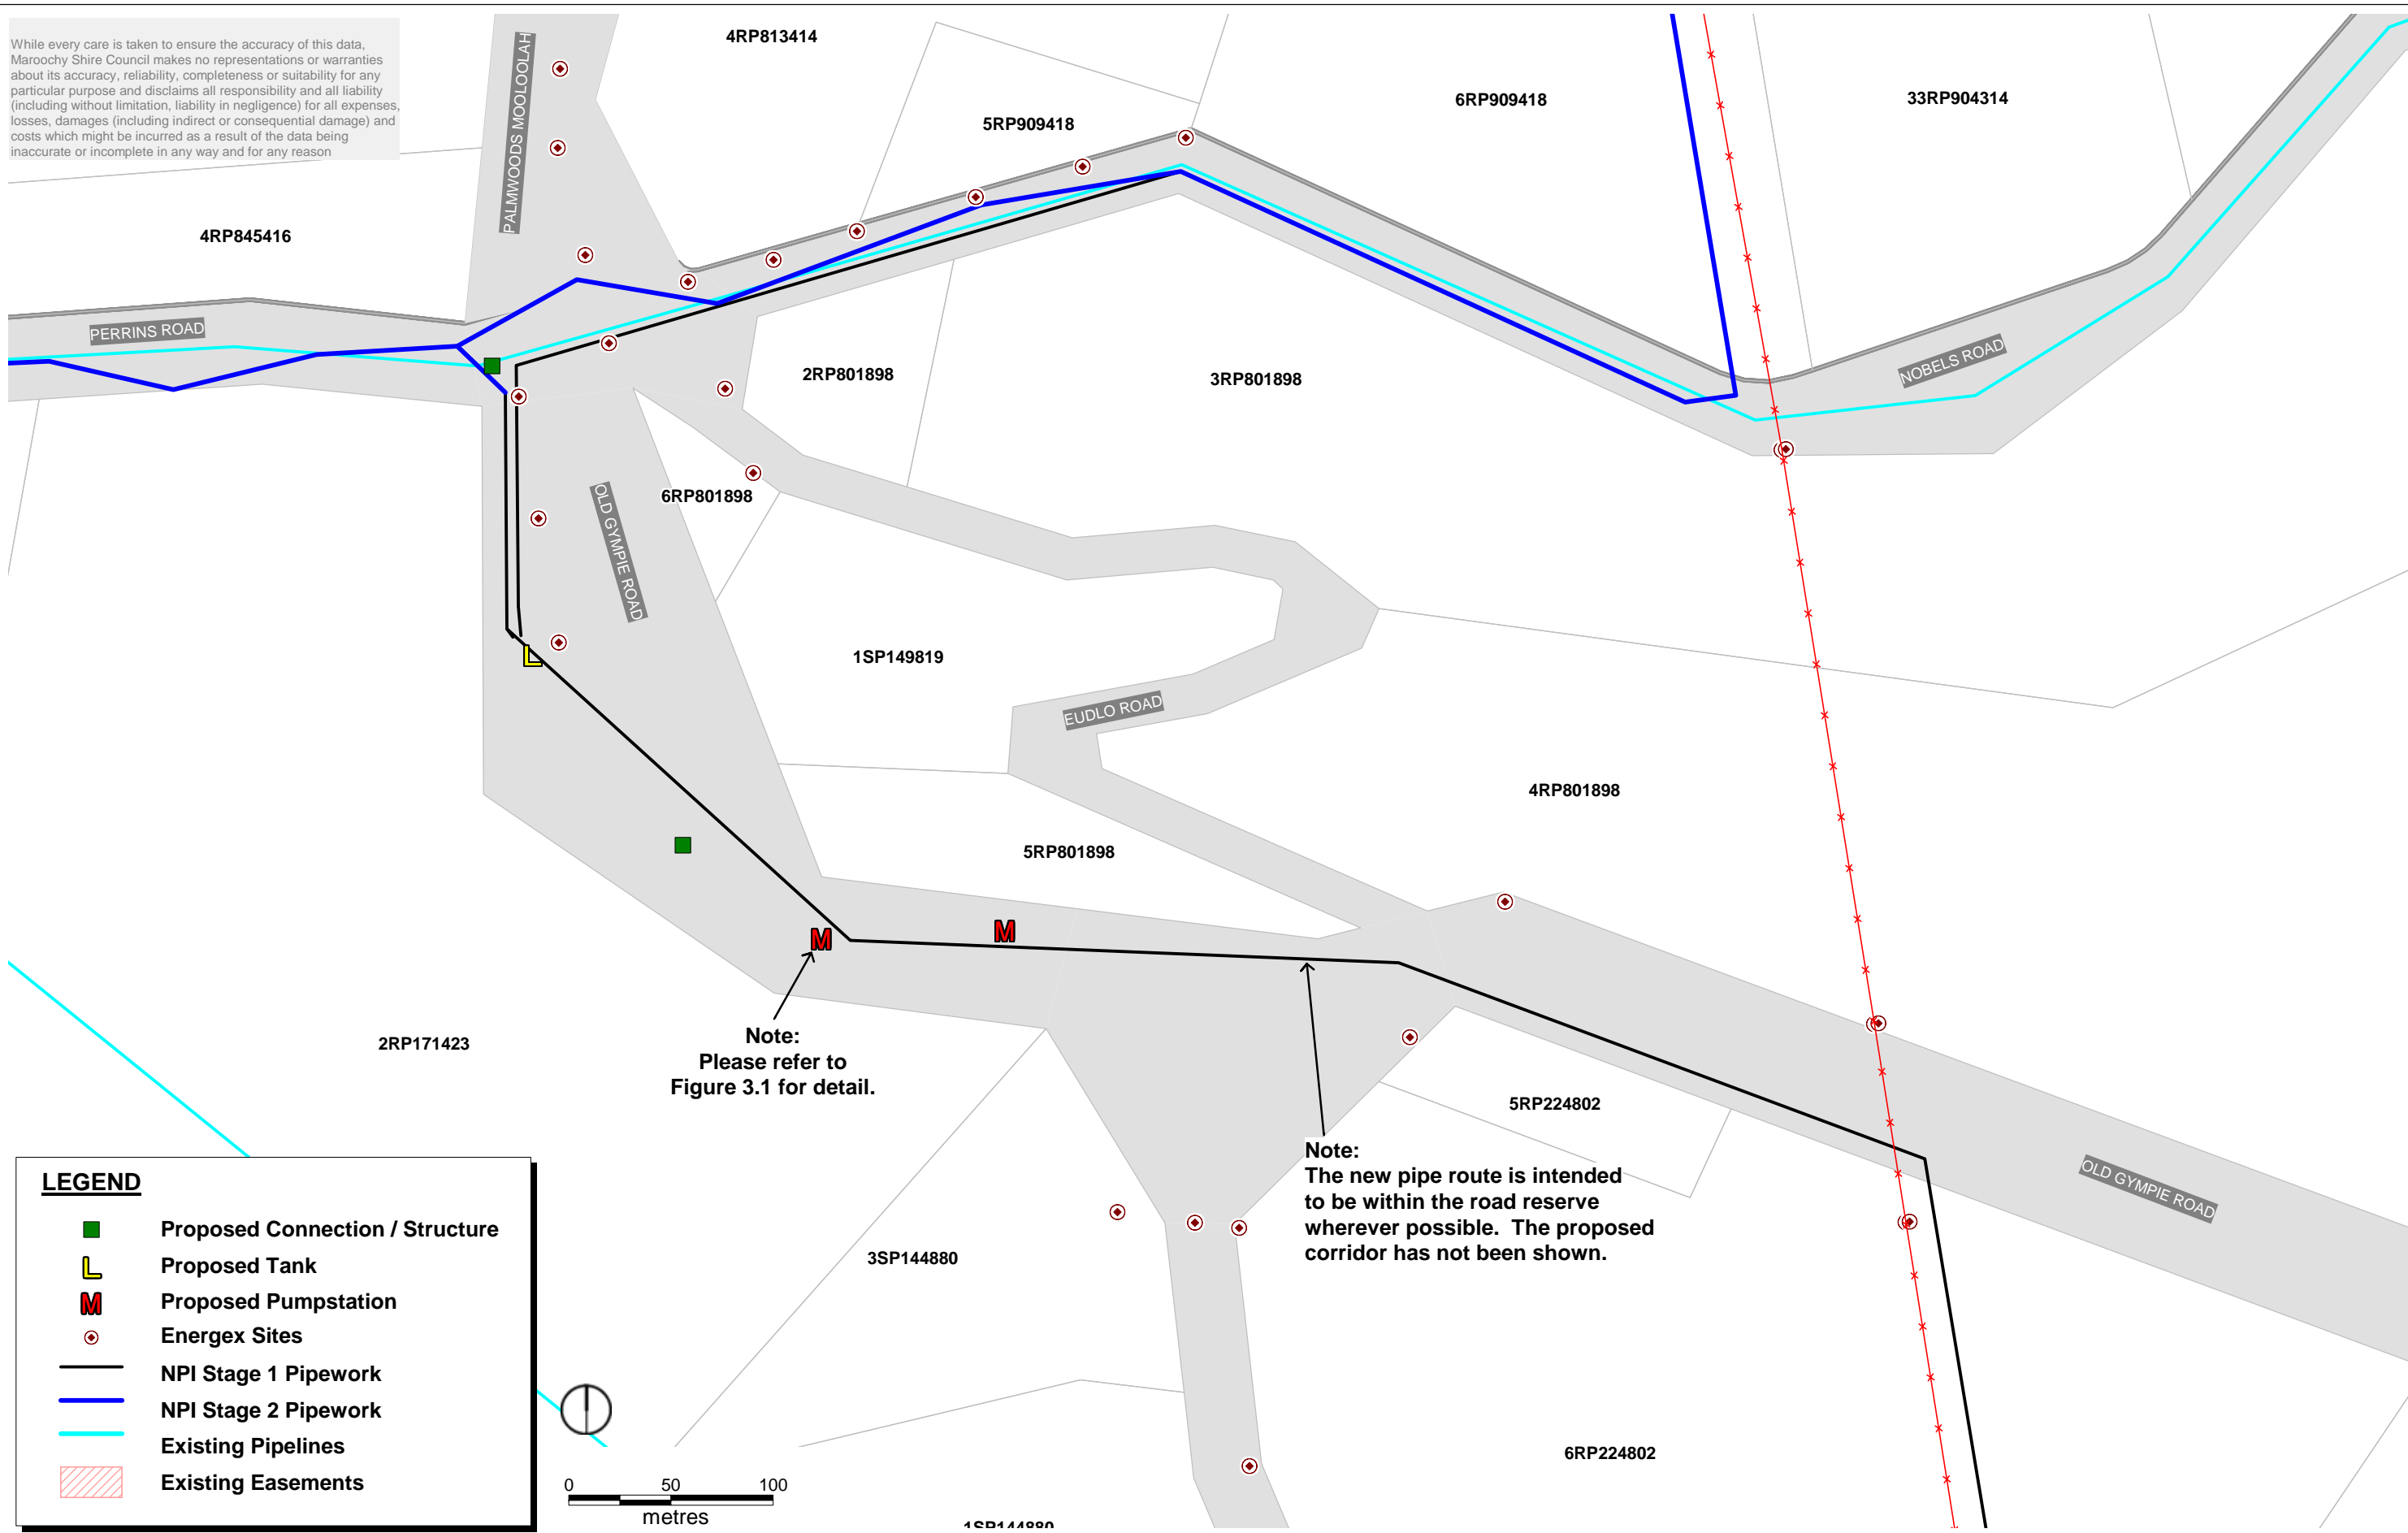 While every care is taken to ensure the accuracy of this data,
Maroochy Shire Council makes no representations or warranties
about its accuracy, reliability, completeness or suitability for any
particular purpose and disclaims all responsibility and all liability
(including without limitation, liability in negligence) for all expenses,
losses, damages (including indirect or consequential damage) and
costs which might be incurred as a result of the data being
inaccurate or incomplete in any way and for any reason
PALMWOODS MOOLOOLAH
4RP813414
5RP909418
6RP909418
33RP904314
4RP845416
PERRINS ROAD
2RP801898
3RP801898
NOBELS ROAD
6RP801898
OLD GYMPIE ROAD
1SP149819
EUDLO ROAD
L
4RP801898
5RP801898
M
M
2RP171423
Note:
Please refer to
Figure 3.1 for detail.
5RP224802
Note:
The new pipe route is intended
to be within the road reserve
wherever possible. The proposed
corridor has not been shown.
OLD GYMPIE ROAD
3SP144880
6RP224802
1SP144880
LEGEND
Proposed Connection / Structure
L Proposed Tank
M Proposed Pumpstation
Energex Sites
NPI Stage 1 Pipework
NPI Stage 2 Pipework
Existing Pipelines
Existing Easements
0 50 100
metres